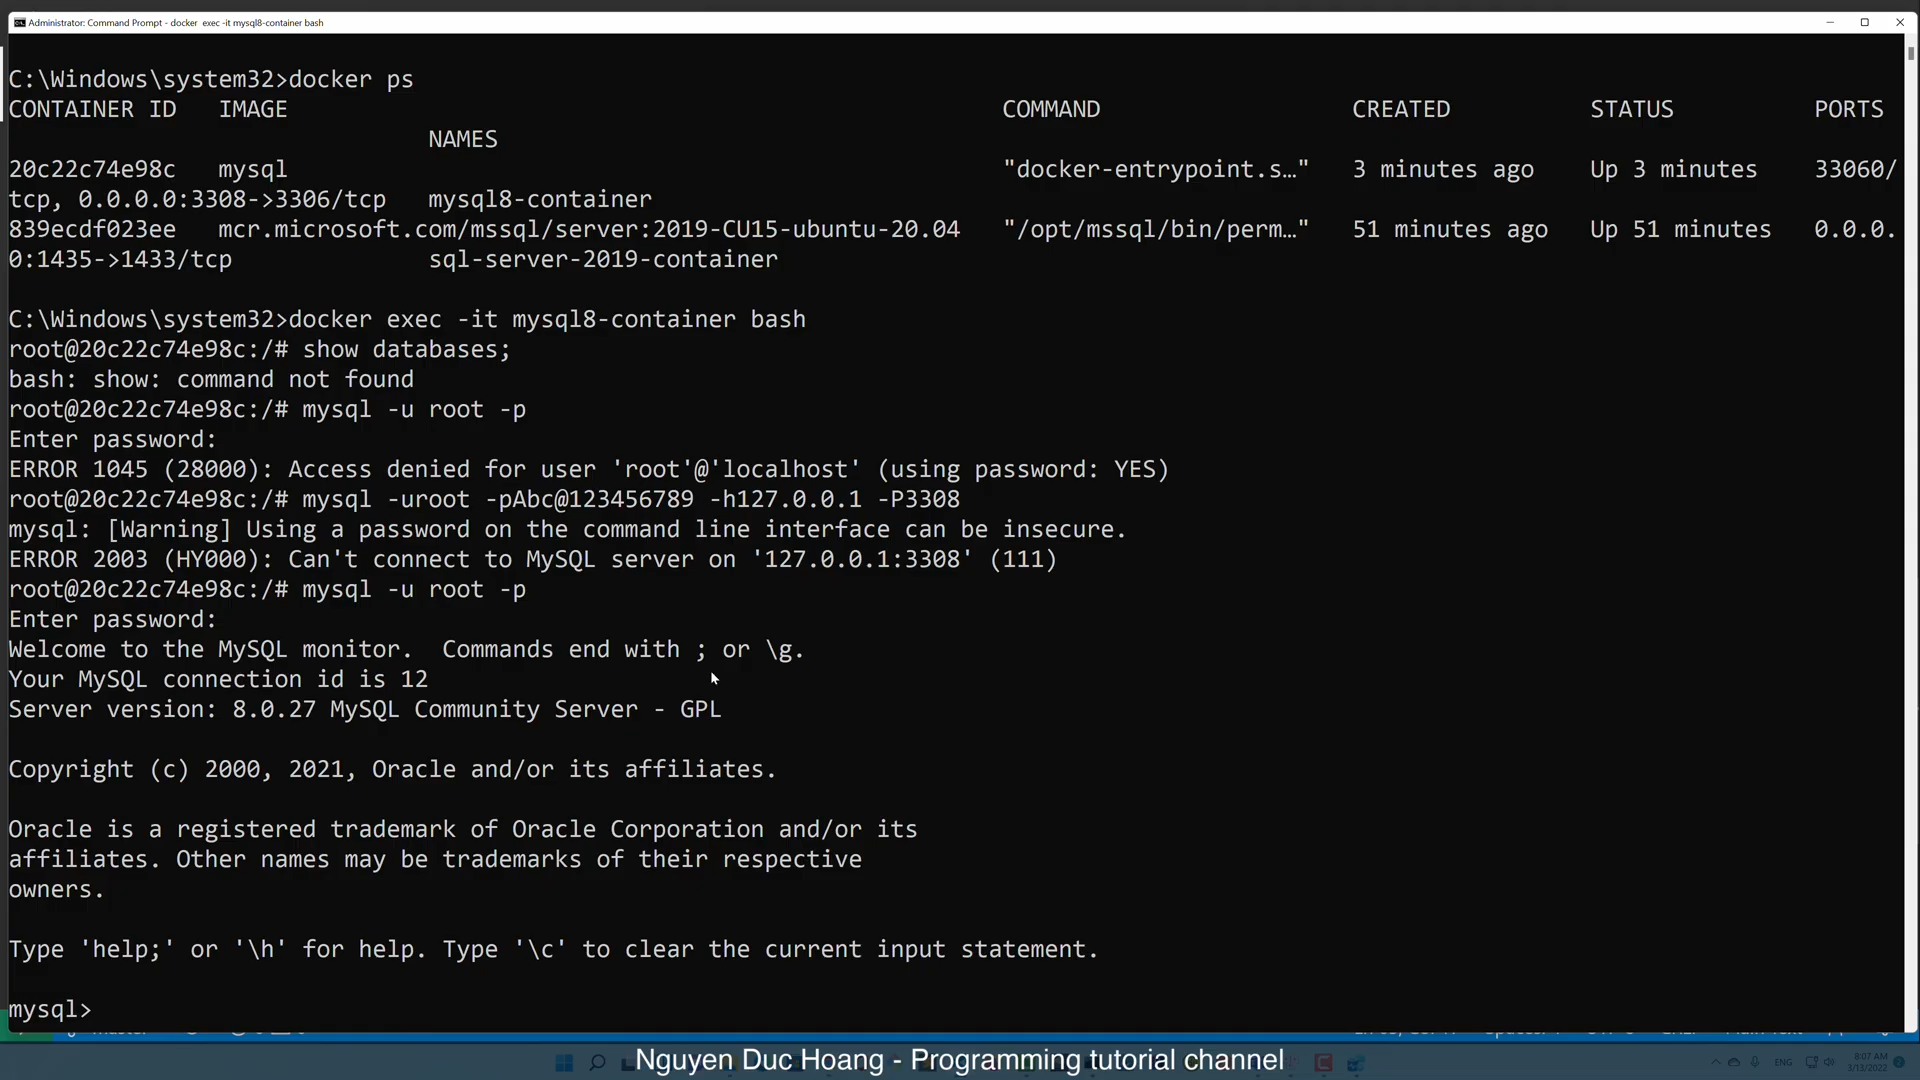 Administrator: Command Prompt - docker exec -it mysql8-container bash
C:\Windows\system32>docker ps
CONTAINER ID   IMAGE   COMMAND   CREATED   STATUS   PORTS
NAMES
20c22c74e98c   mysql   "docker-entrypoint.s…"   3 minutes ago   Up 3 minutes   33060/
tcp, 0.0.0.0:3308->3306/tcp   mysql8-container
839ecdf023ee   mcr.microsoft.com/mssql/server:2019-CU15-ubuntu-20.04   "/opt/mssql/bin/perm…"   51 minutes ago   Up 51 minutes   0.0.0.
0:1435->1433/tcp   sql-server-2019-container
C:\Windows\system32>docker exec -it mysql8-container bash
root@20c22c74e98c:/# show databases;
bash: show: command not found
root@20c22c74e98c:/# mysql -u root -p
Enter password:
ERROR 1045 (28000): Access denied for user 'root'@'localhost' (using password: YES)
root@20c22c74e98c:/# mysql -uroot -pAbc@123456789 -h127.0.0.1 -P3308
mysql: [Warning] Using a password on the command line interface can be insecure.
ERROR 2003 (HY000): Can't connect to MySQL server on '127.0.0.1:3308' (111)
root@20c22c74e98c:/# mysql -u root -p
Enter password:
Welcome to the MySQL monitor.  Commands end with ; or \g.
Your MySQL connection id is 12
Server version: 8.0.27 MySQL Community Server - GPL
Copyright (c) 2000, 2021, Oracle and/or its affiliates.
Oracle is a registered trademark of Oracle Corporation and/or its
affiliates. Other names may be trademarks of their respective
owners.
Type 'help;' or '\h' for help. Type '\c' to clear the current input statement.
mysql>
Nguyen Duc Hoang - Programming tutorial channel
ENG
8:07 AM
3/13/2022